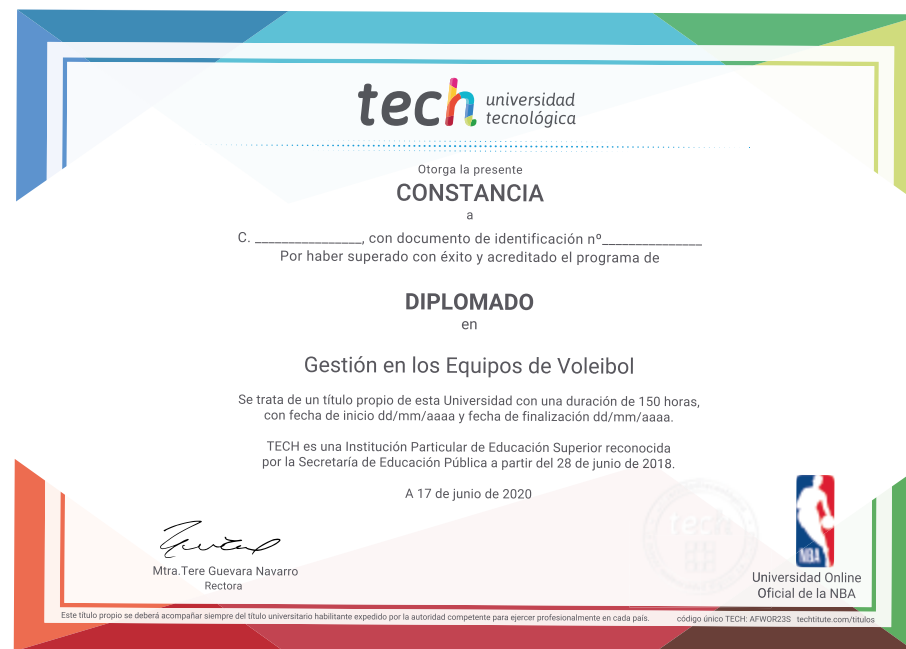 tech universidad
tecnológica
Otorga la presente
CONSTANCIA
a
C. ________________, con documento de identificación nº_______________
Por haber superado con éxito y acreditado el programa de
DIPLOMADO
en
Gestión en los Equipos de Voleibol
Se trata de un título propio de esta Universidad con una duración de 150 horas,
con fecha de inicio dd/mm/aaaa y fecha de finalización dd/mm/aaaa.
TECH es una Institución Particular de Educación Superior reconocida
por la Secretaría de Educación Pública a partir del 28 de junio de 2018.
A 17 de junio de 2020
tech
NBA
Mtra.Tere Guevara Navarro
Rectora
Universidad Online
Oficial de la NBA
Este título propio se deberá acompañar siempre del título universitario habilitante expedido por la autoridad competente para ejercer profesionalmente en cada país.
código único TECH: AFWOR23S techtitute.com/titulos